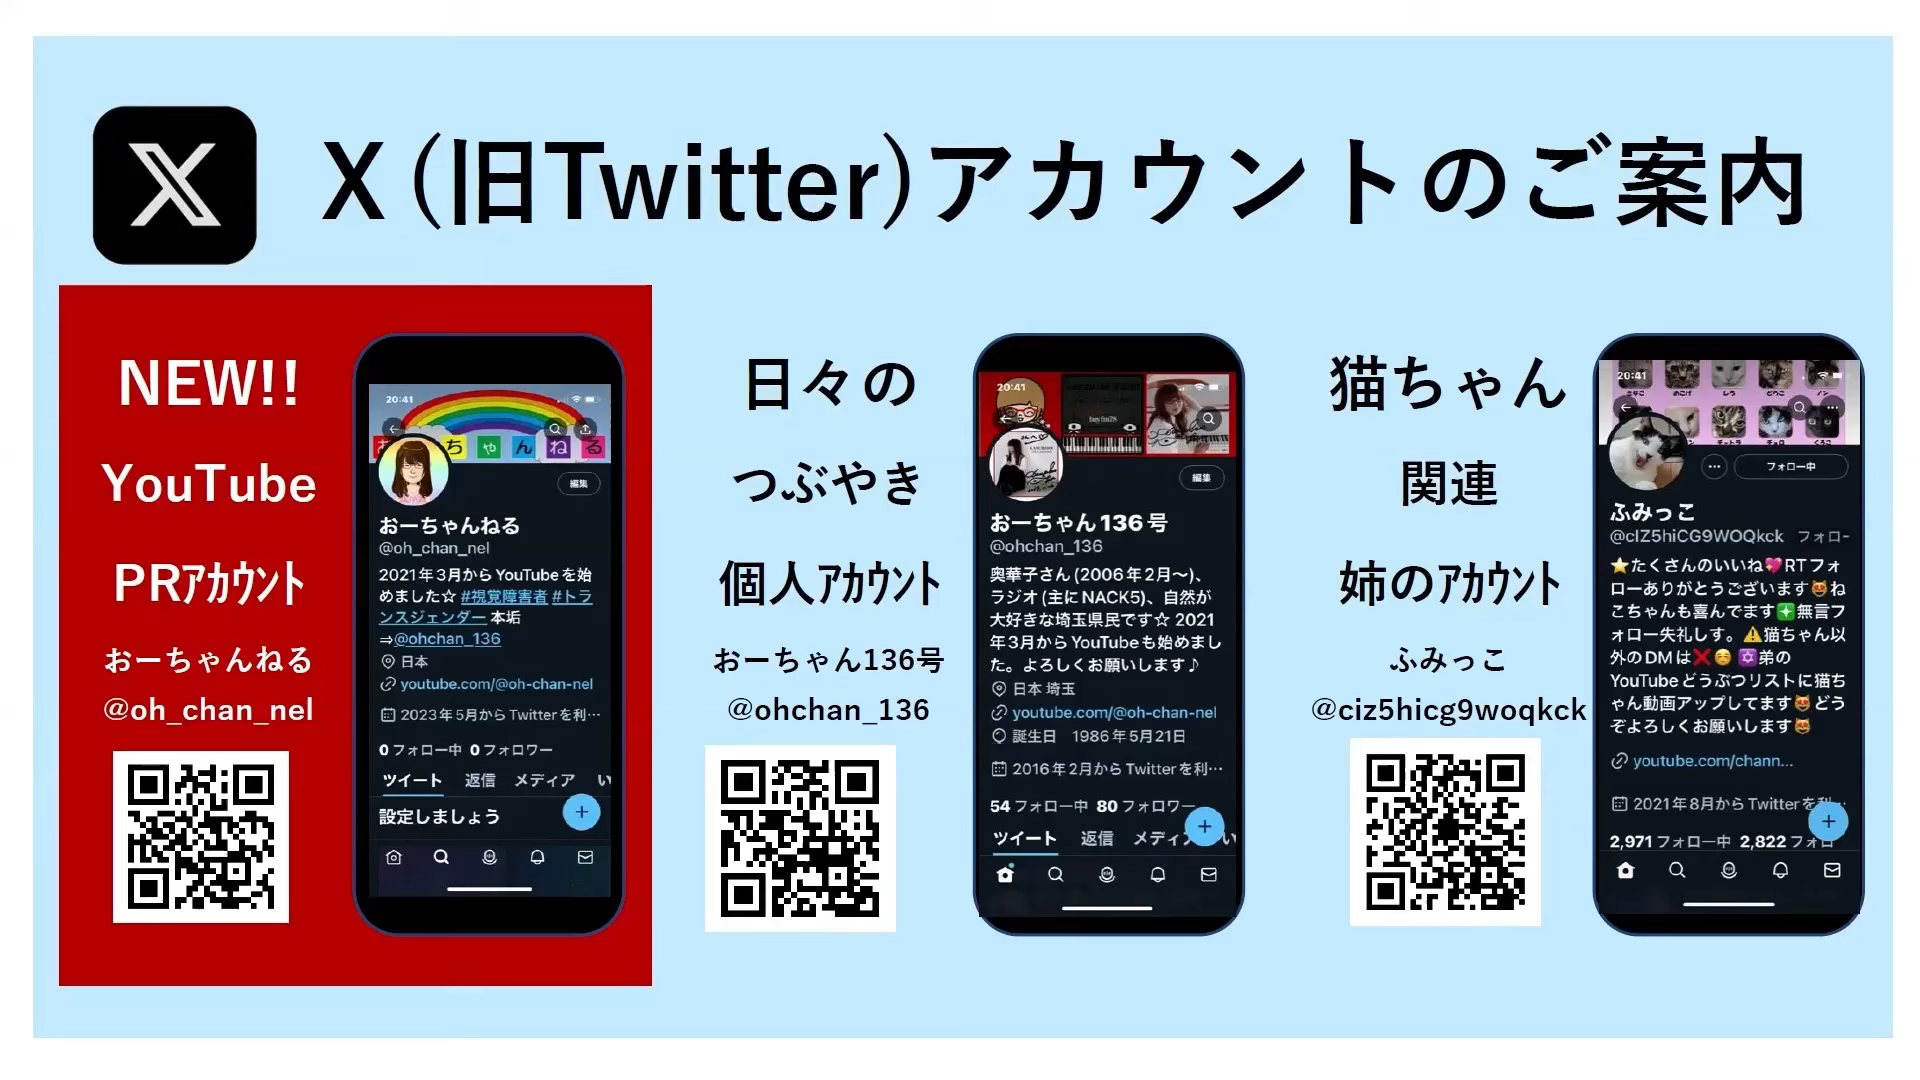 X(旧Twitter)アカウントのご案内
NEW!!
YouTube
PRｱｶｳﾝﾄ
おーちゃんねる
@oh_chan_nel
20:41
ちゃんねる
編集
おーちゃんねる
@oh_chan_nel
2021年3月からYouTubeを始
めました☆ #視覚障害者 #トラ
ンスジェンダー 本垢
⇒@ohchan_136
日本
youtube.com/@oh-chan-nel
2023年5月からTwitterを利…
0 フォロー中 0 フォロワー
ツイート 返信 メディア い
設定しましょう
日々の
つぶやき
個人ｱｶｳﾝﾄ
おーちゃん136号
@ohchan_136
20:41
編集
おーちゃん136号
@ohchan_136
奥華子さん(2006年2月〜)、
ラジオ(主にNACK5)、自然が
大好きな埼玉県民です☆ 2021
年3月からYouTubeも始めまし
た。よろしくお願いします♪
日本 埼玉
youtube.com/@oh-chan-nel
誕生日 1986年5月21日
2016年2月からTwitterを利…
54 フォロー中 80 フォロワー
ツイート 返信 メディ い
猫ちゃん
関連
姉のｱｶｳﾝﾄ
ふみっこ
@ciz5hicg9woqkck
20:41
フォロー中
ふみっこ
@cIZ5hiCG9WOQkck フォロー
⭐たくさんのいいね💖RTフォ
ローありがとうございます😻ね
こちゃんも喜んでます❇️無言フ
ォロー失礼しす。⚠️猫ちゃん以
外のDMは❌☺️🔯弟の
YouTubeどうぶつリストに猫ち
ゃん動画アップしてます😻どう
ぞよろしくお願いします😻
youtube.com/chann...
2021年8月からTwitterを利…
2,971 フォロー中 2,822 フォロ